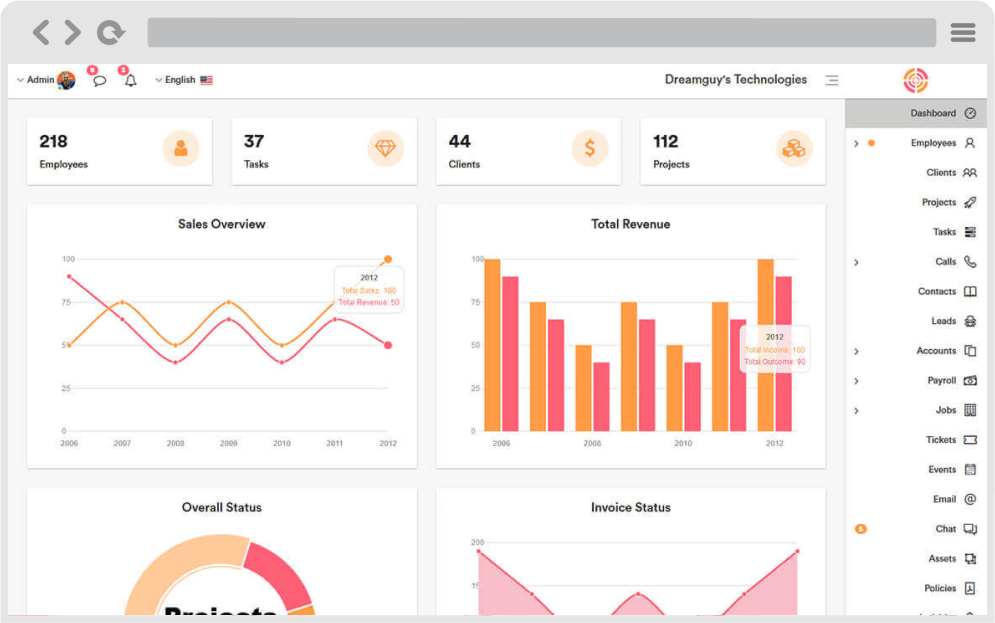 Admin 8 3 English Dreamguy's Technologies
218
Employees
37
Tasks
44
Clients
112
Projects
Sales Overview
100
75
50
25
0
2006 2007 2008 2009 2010 2011 2012
2012
Total Sales: 100
Total Revenue: 50
Total Revenue
100
75
50
25
0
2006 2008 2010 2012
2012
Total Income: 100
Total Outcome: 90
Overall Status
Projects
Invoice Status
200
Dashboard
Employees
Clients
Projects
Tasks
Calls
Contacts
Leads
Accounts
Payroll
Jobs
Tickets
Events
Email
Chat
Assets
Policies